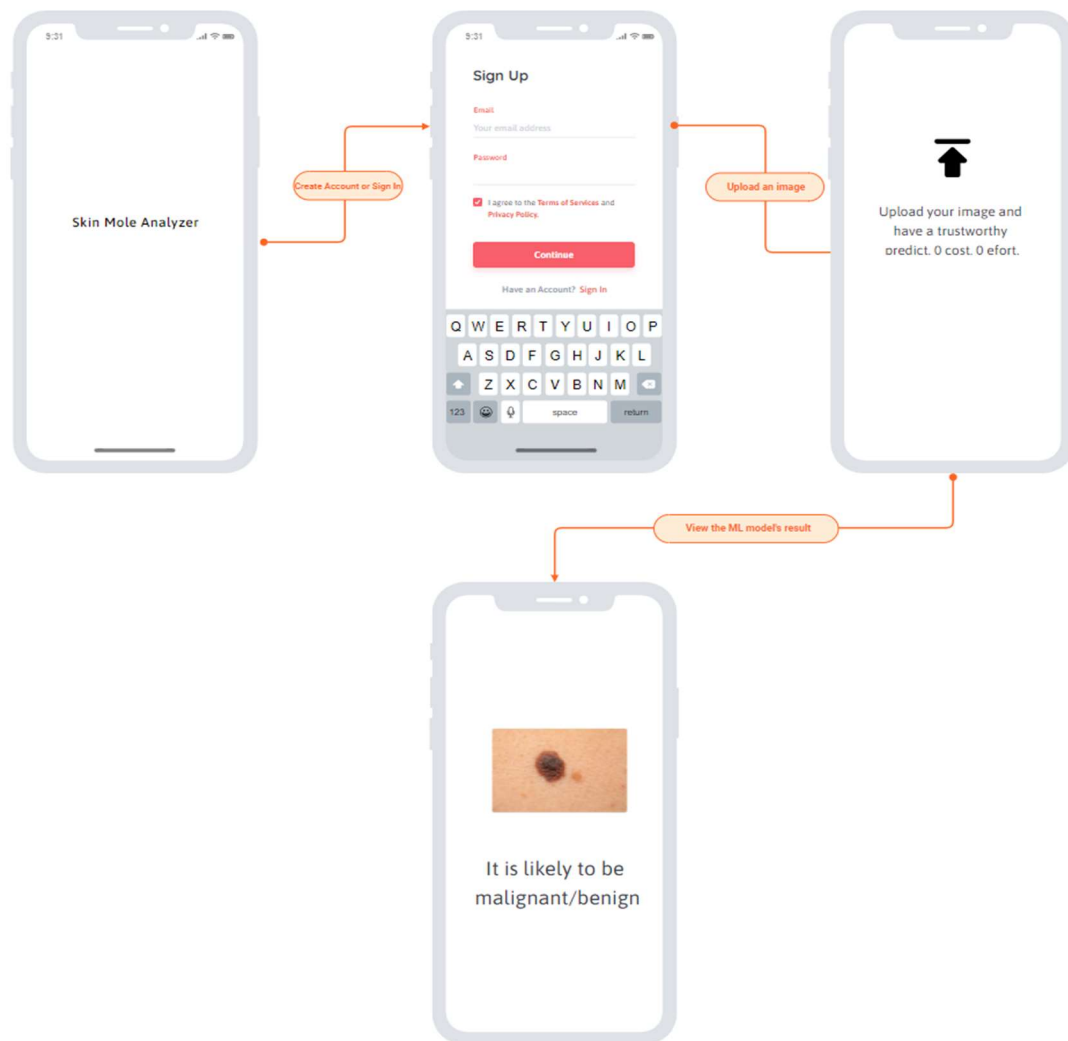 9:31
Skin Mole Analyzer
Create Account or Sign In
9:31
Sign Up
Email
Your email address
Password
I agree to the Terms of Services and
Privacy Policy.
Continue
Have an Account? Sign In
Q W E R T Y U I O P
A S D F G H J K L
Z X C V B N M
123 space return
Upload an image
Upload your image and
have a trustworthy
predict. 0 cost. 0 efort.
View the ML model's result
It is likely to be
malignant/benign